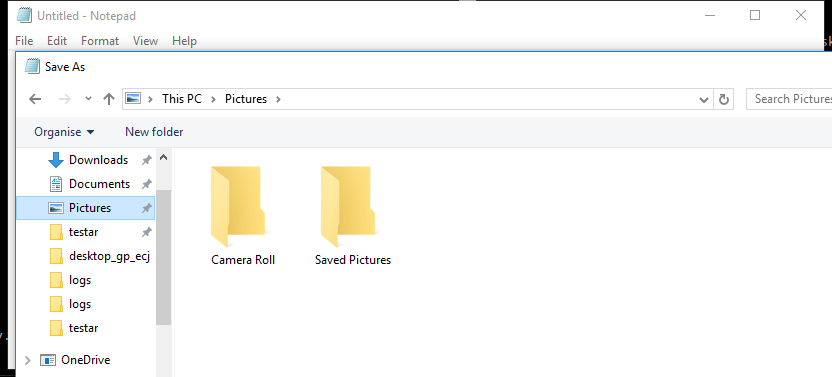 Untitled - Notepad
File Edit Format View Help
Save As
This PC Pictures
Search Pictures
Organise New folder
Downloads
Documents
Pictures
testar
desktop_gp_ecj
logs
logs
testar
OneDrive
Camera Roll Saved Pictures